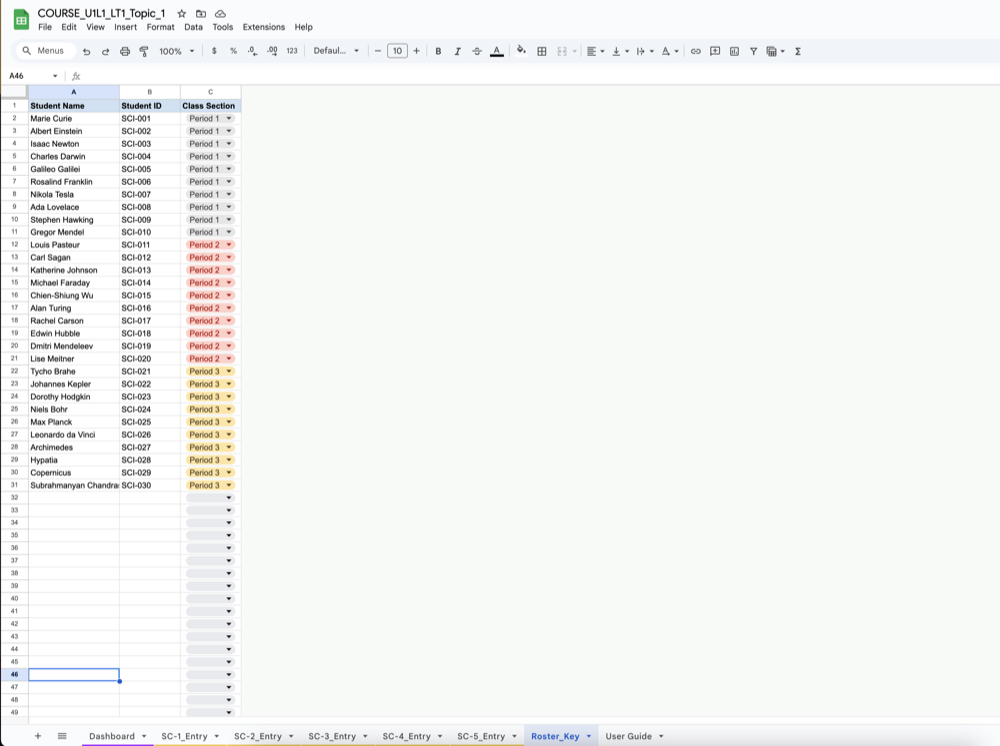 COURSE_U1L1_LT1_Topic_1
File Edit View Insert Format Data Tools Extensions Help
Menus 100% $ % .0 .00 123 Defaul... − 10 + B I A Σ
A46 fx
A B C
1 Student Name Student ID Class Section
2 Marie Curie SCI-001 Period 1
3 Albert Einstein SCI-002 Period 1
4 Isaac Newton SCI-003 Period 1
5 Charles Darwin SCI-004 Period 1
6 Galileo Galilei SCI-005 Period 1
7 Rosalind Franklin SCI-006 Period 1
8 Nikola Tesla SCI-007 Period 1
9 Ada Lovelace SCI-008 Period 1
10 Stephen Hawking SCI-009 Period 1
11 Gregor Mendel SCI-010 Period 1
12 Louis Pasteur SCI-011 Period 2
13 Carl Sagan SCI-012 Period 2
14 Katherine Johnson SCI-013 Period 2
15 Michael Faraday SCI-014 Period 2
16 Chien-Shiung Wu SCI-015 Period 2
17 Alan Turing SCI-016 Period 2
18 Rachel Carson SCI-017 Period 2
19 Edwin Hubble SCI-018 Period 2
20 Dmitri Mendeleev SCI-019 Period 2
21 Lise Meitner SCI-020 Period 2
22 Tycho Brahe SCI-021 Period 3
23 Johannes Kepler SCI-022 Period 3
24 Dorothy Hodgkin SCI-023 Period 3
25 Niels Bohr SCI-024 Period 3
26 Max Planck SCI-025 Period 3
27 Leonardo da Vinci SCI-026 Period 3
28 Archimedes SCI-027 Period 3
29 Hypatia SCI-028 Period 3
30 Copernicus SCI-029 Period 3
31 Subrahmanyan Chandra SCI-030 Period 3
32
33
34
35
36
37
38
39
40
41
42
43
44
45
46
47
48
49
+ Dashboard SC-1_Entry SC-2_Entry SC-3_Entry SC-4_Entry SC-5_Entry Roster_Key User Guide